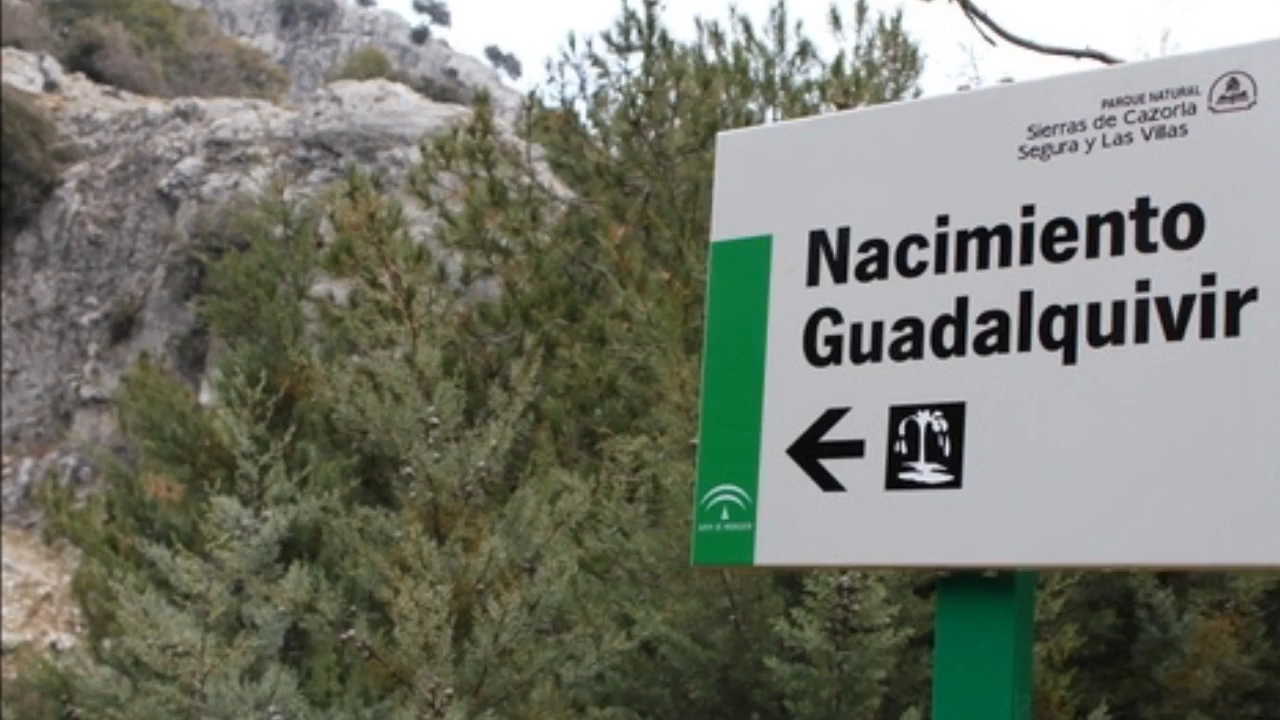 PARQUE NATURAL
Sierras de Cazorla
Segura y Las Villas
Nacimiento
Guadalquivir